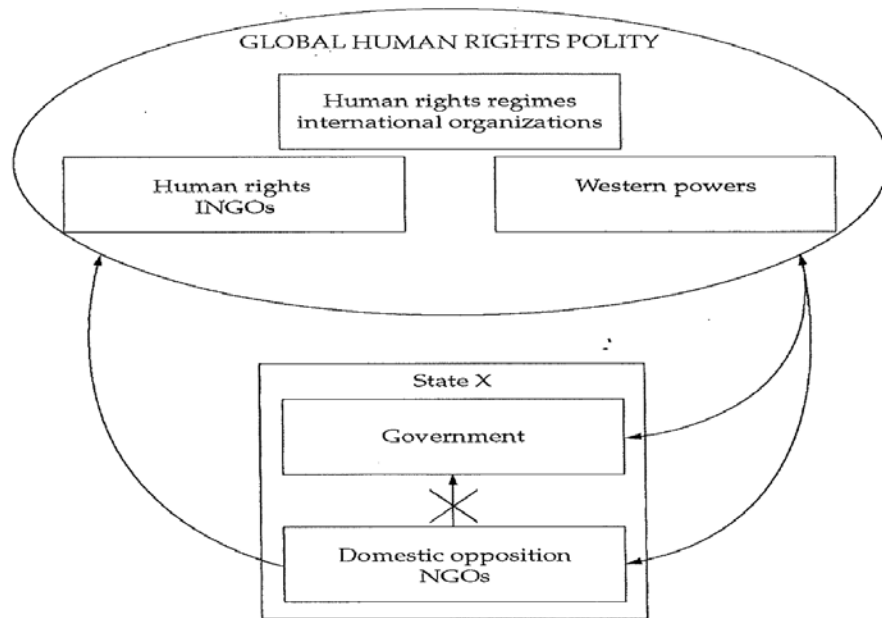 GLOBAL HUMAN RIGHTS POLITY
Human rights regimes
international organizations
Human rights
INGOs
Western powers
State X
Government
Domestic opposition
NGOs